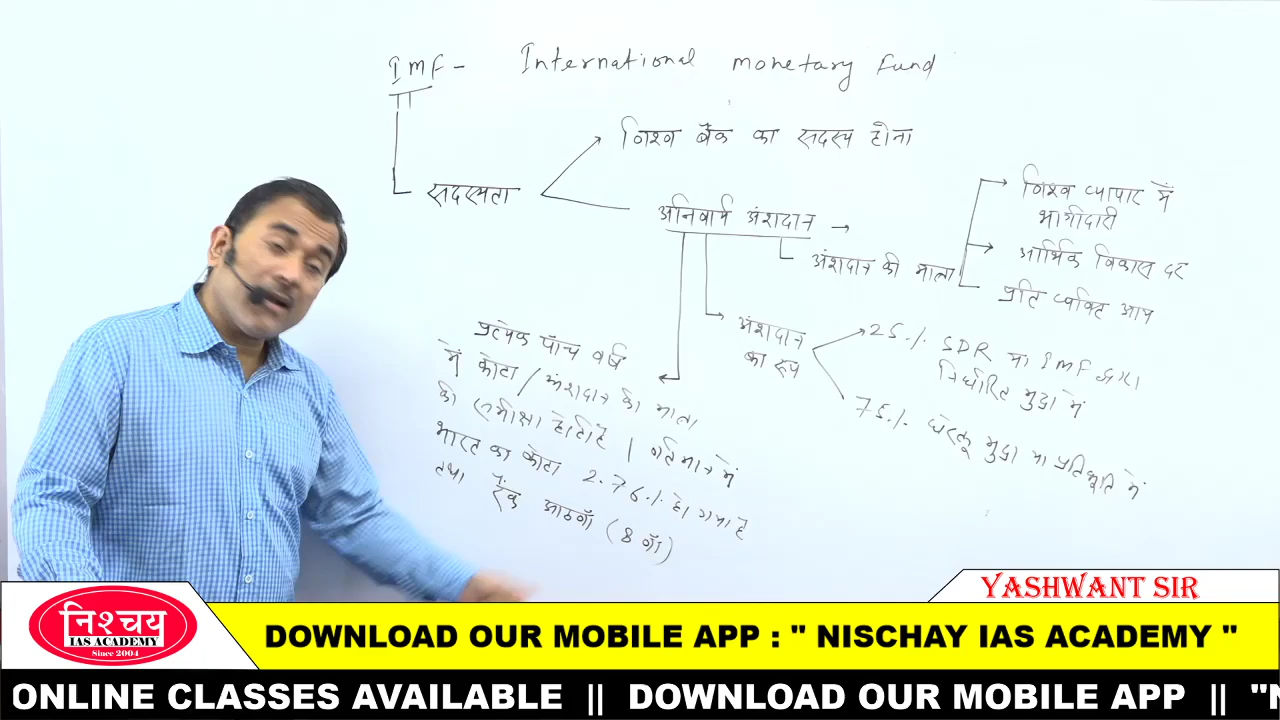 IMF - International monetary Fund
विश्व बैंक का सदस्य होना
सदस्यता
अनिवार्य अंशदान →
अंशदान की मात्रा
विश्व व्यापार में
भागीदारी
आर्थिक विकास दर
प्रति व्यक्ति आय
अंशदान
का रूप
25% SDR या IMF द्वारा
निर्धारित मुद्रा में
75% घरेलू मुद्रा या प्रतिभूति में
प्रत्येक पाँच वर्ष
में कोटा / अंशदान की मात्रा
की समीक्षा होती है | वर्तमान में
भारत का कोटा 2.76% हो गया है
तथा रैंक आठवाँ (8 वाँ)
YASHWANT SIR
निश्चय
IAS ACADEMY
Since 2004
DOWNLOAD OUR MOBILE APP : " NISCHAY IAS ACADEMY "
ONLINE CLASSES AVAILABLE || DOWNLOAD OUR MOBILE APP || "N